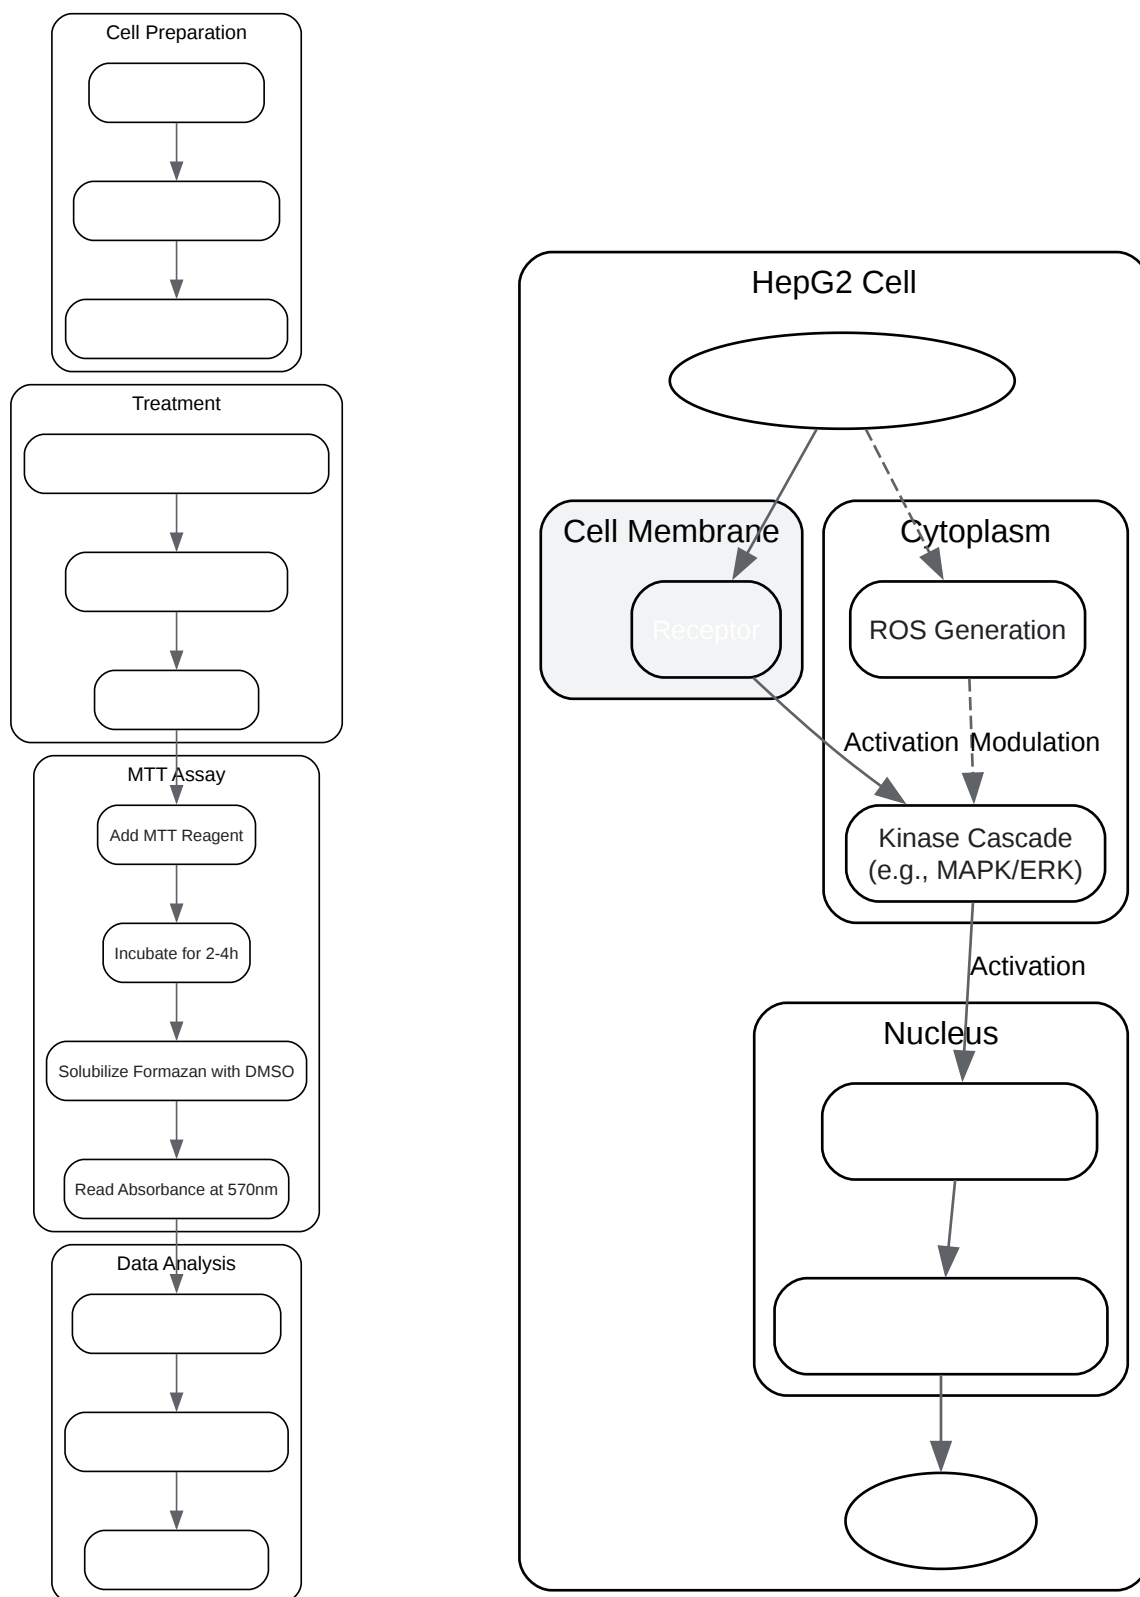 Cell Preparation
Treatment
MTT Assay
Add MTT Reagent
Incubate for 2-4h
Solubilize Formazan with DMSO
Read Absorbance at 570nm
Data Analysis
HepG2 Cell
Cell Membrane
Receptor
Cytoplasm
ROS Generation
Activation
Modulation
Kinase Cascade
(e.g., MAPK/ERK)
Activation
Nucleus